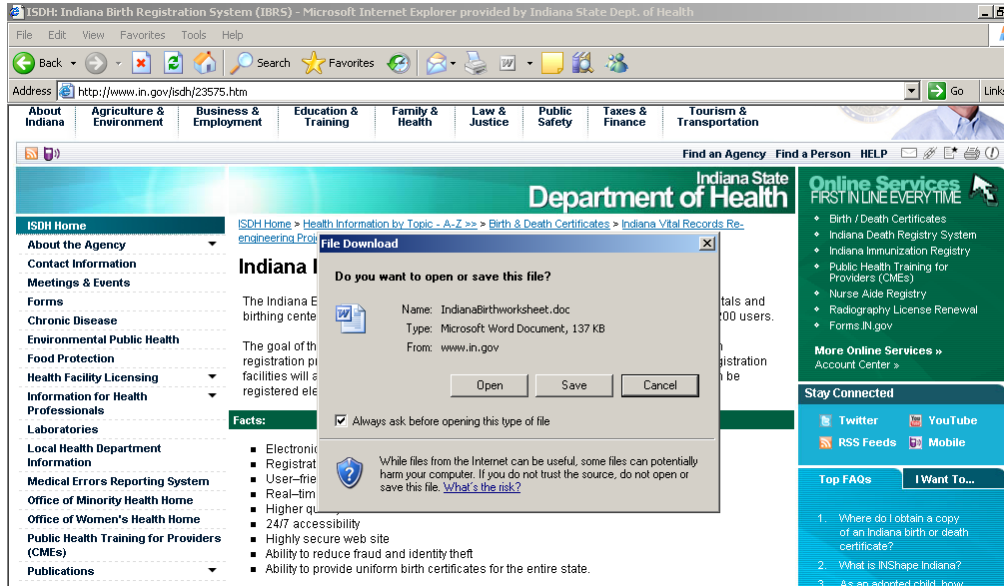 ISDH: Indiana Birth Registration System (IBRS) - Microsoft Internet Explorer provided by Indiana State Dept. of Health
File Edit View Favorites Tools Help
Back Search Favorites
Address http://www.in.gov/isdh/23575.htm Go Links
About Indiana Agriculture & Environment Business & Employment Education & Training Family & Health Law & Justice Public Safety Taxes & Finance Tourism & Transportation
Find an Agency Find a Person HELP
Indiana State
Department of Health
ISDH Home
About the Agency
Contact Information
Meetings & Events
Forms
Chronic Disease
Environmental Public Health
Food Protection
Health Facility Licensing
Information for Health
Professionals
Laboratories
Local Health Department
Information
Medical Errors Reporting System
Office of Minority Health Home
Office of Women's Health Home
Public Health Training for Providers
(CMEs)
Publications
ISDH Home > Health Information by Topic - A-Z >> > Birth & Death Certificates > Indiana Vital Records Re-
engineering
Indiana
The Indiana tals and
birthing cente 200 users.
The goal of th
registration gistration
facilities will a be
registered
Facts:
Electronic
Registrat
User-frie
Real-tim
Higher
24/7 accessibility
Highly secure web site
Ability to reduce fraud and identity theft
Ability to provide uniform birth certificates for the entire state.
File Download
Do you want to open or save this file?
Name: IndianaBirthworksheet.doc
Type: Microsoft Word Document, 137 KB
From: www.in.gov
Open Save Cancel
Always ask before opening this type of file
While files from the Internet can be useful, some files can potentially
harm your computer. If you do not trust the source, do not open or
save this file. What's the risk?
Online Services
FIRST IN LINE EVERY TIME
Birth / Death Certificates
Indiana Death Registry System
Indiana Immunization Registry
Public Health Training for
Providers (CMEs)
Nurse Aide Registry
Radiography License Renewal
Forms.IN.gov
More Online Services »
Account Center »
Stay Connected
Twitter YouTube
RSS Feeds Mobile
Top FAQs I Want To...
1. Where do I obtain a copy
of an Indiana birth or death
certificate?
2. What is INShape Indiana?
3. As an adopted child, how